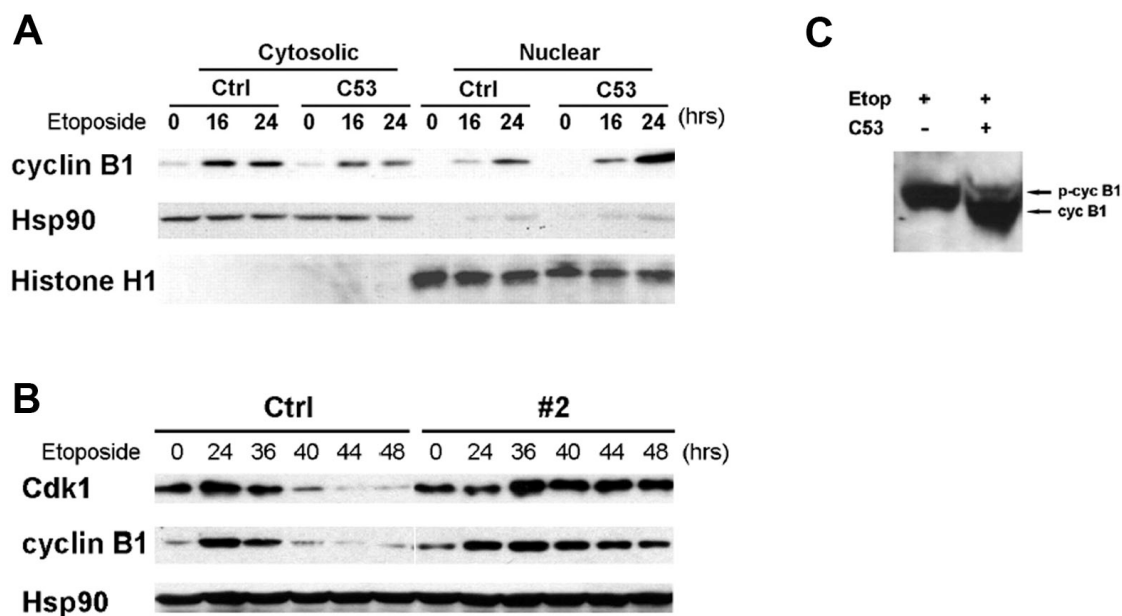 A
Cytosolic Nuclear
Ctrl C53 Ctrl C53
Etoposide 0 16 24 0 16 24 0 16 24 0 16 24 (hrs)
cyclin B1
Hsp90
Histone H1
C
Etop + +
C53 - +
p-cyc B1
cyc B1
B
Ctrl #2
Etoposide 0 24 36 40 44 48 0 24 36 40 44 48 (hrs)
Cdk1
cyclin B1
Hsp90